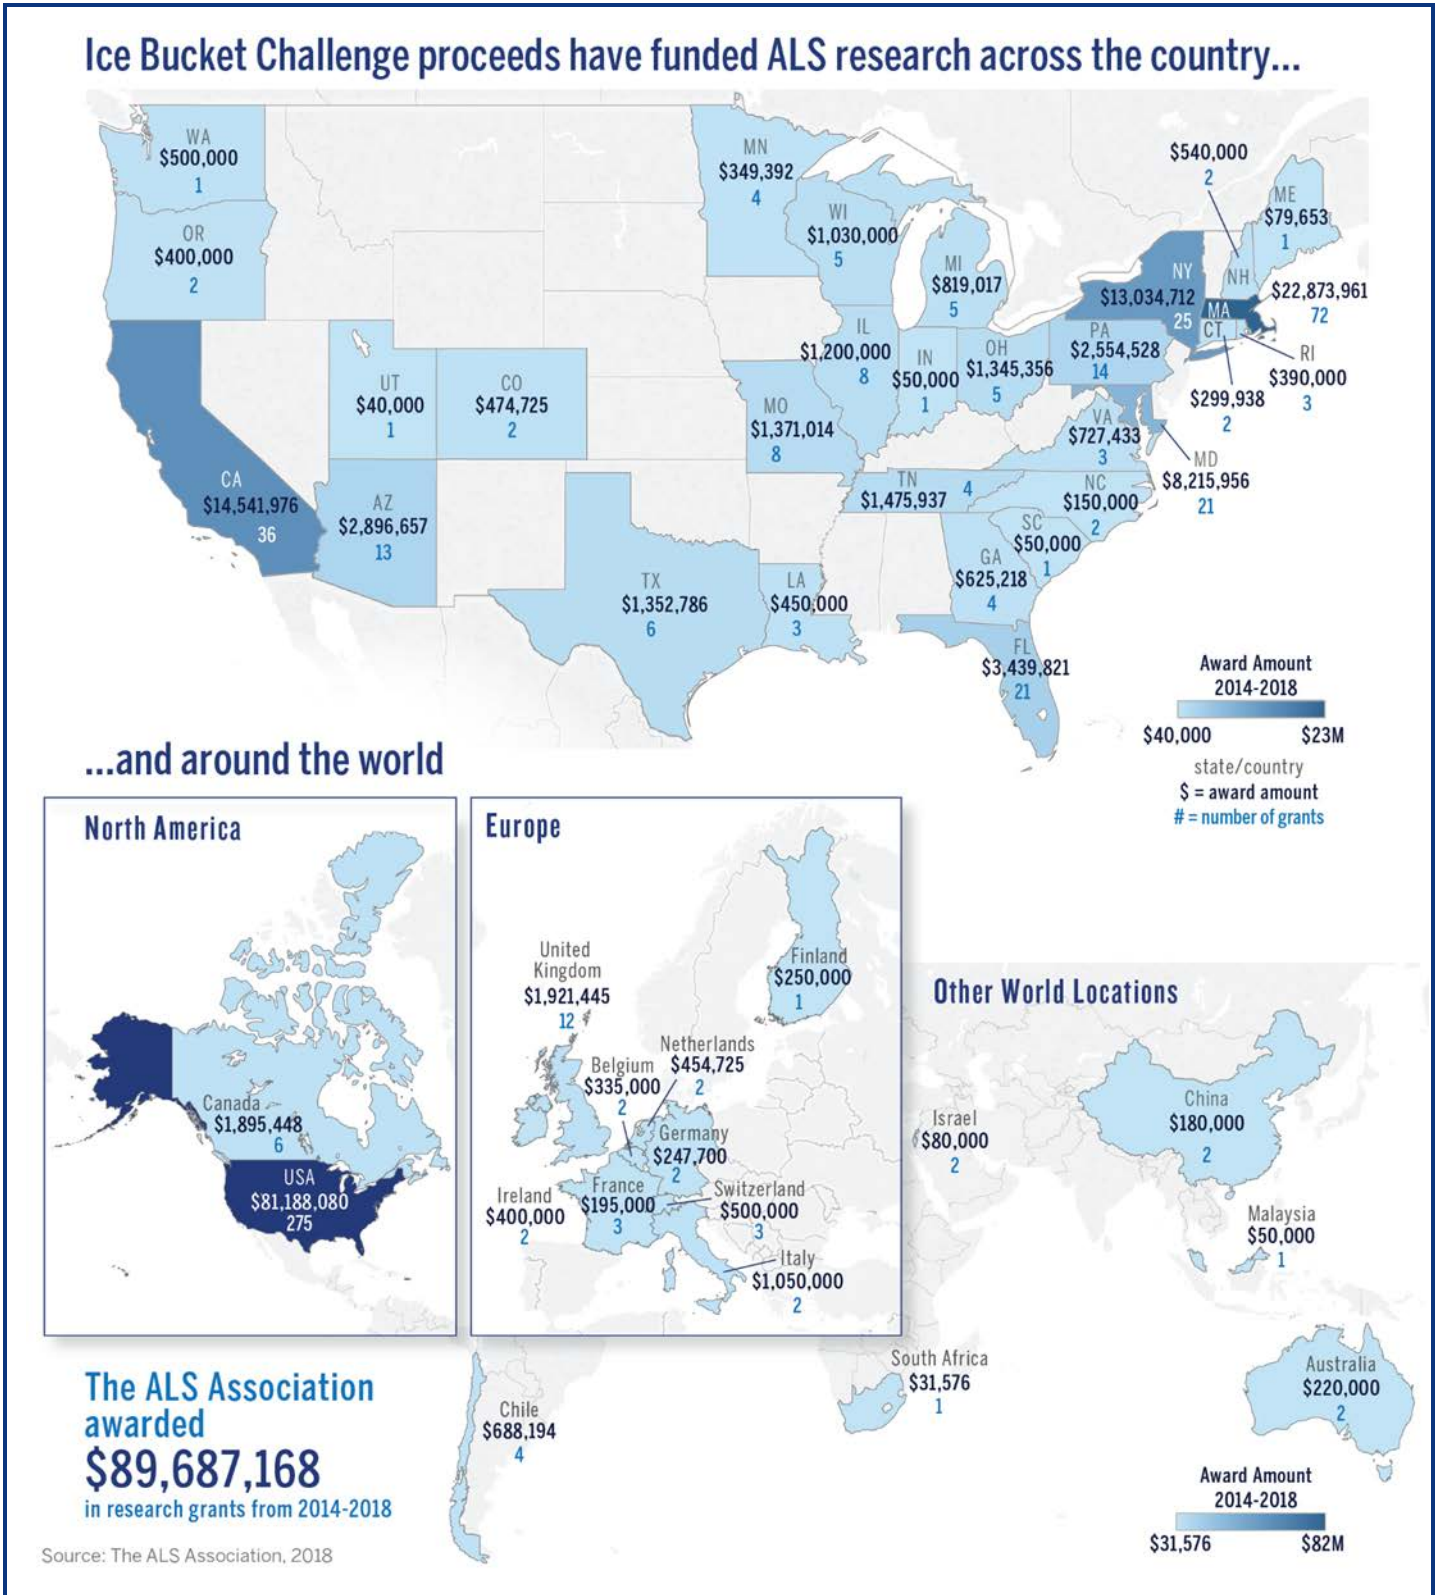 Ice Bucket Challenge proceeds have funded ALS research across the country...
WA
$500,000
1
OR
$400,000
2
CA
$14,541,976
36
UT
$40,000
1
CO
$474,725
2
AZ
$2,896,657
13
TX
$1,352,786
6
MN
$349,392
4
WI
$1,030,000
5
MI
$819,017
5
IL
$1,200,000
8
IN
$50,000
1
OH
$1,345,356
5
MO
$1,371,014
8
TN
$1,475,937
4
LA
$450,000
3
GA
$625,218
4
FL
$3,439,821
21
SC
$50,000
1
NC
$150,000
2
VA
$727,433
3
MD
$8,215,956
21
PA
$2,554,528
14
NY
$13,034,712
25
$540,000
2
NH
ME
$79,653
1
MA
$22,873,961
72
CT
$299,938
2
RI
$390,000
3
Award Amount
2014-2018
$40,000 $23M
state/country
$ = award amount
# = number of grants
...and around the world
North America
Canada
$1,895,448
6
USA
$81,188,080
275
Europe
United
Kingdom
$1,921,445
12
Finland
$250,000
1
Netherlands
$454,725
2
Belgium
$335,000
2
Germany
$247,700
2
Ireland
$400,000
2
France
$195,000
3
Switzerland
$500,000
3
Italy
$1,050,000
2
Other World Locations
Israel
$80,000
2
China
$180,000
2
Malaysia
$50,000
1
South Africa
$31,576
1
Australia
$220,000
2
Chile
$688,194
4
The ALS Association
awarded
$89,687,168
in research grants from 2014-2018
Award Amount
2014-2018
$31,576 $82M
Source: The ALS Association, 2018